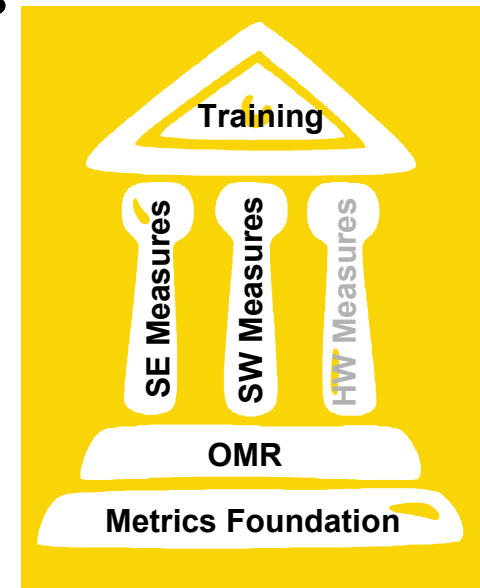 Training
SE Measures
SW Measures
HW Measures
OMR
Metrics Foundation